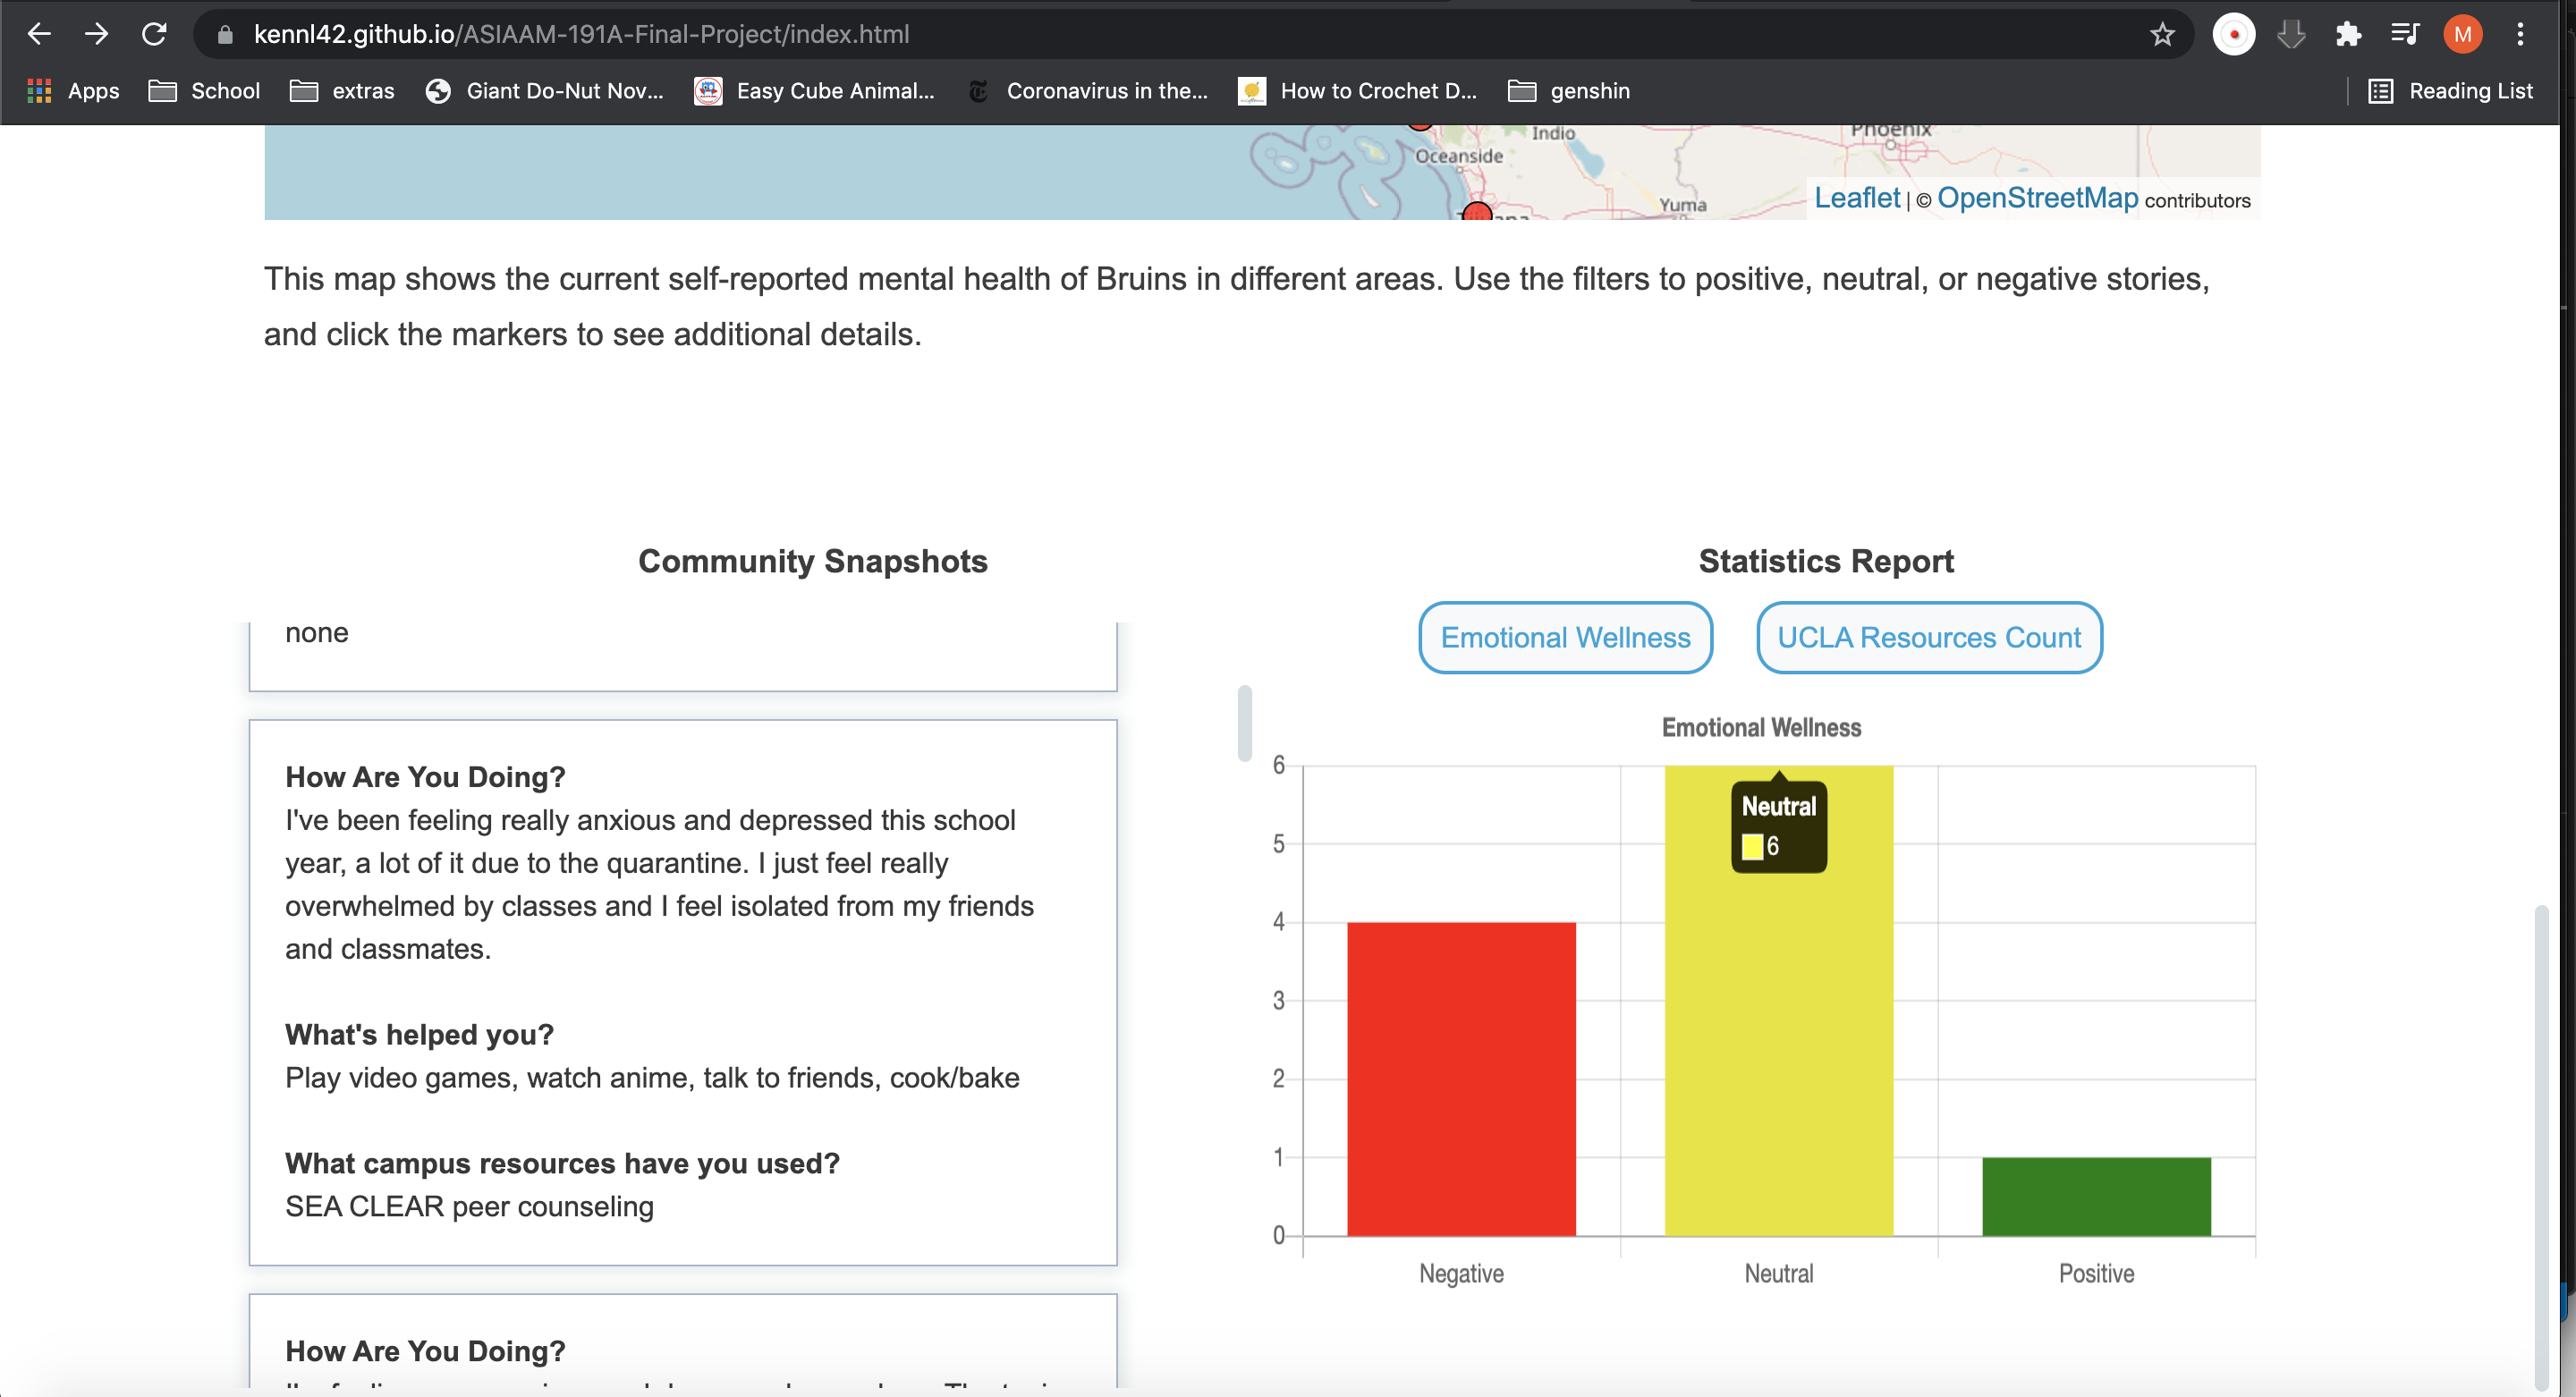 kennl42.github.io/ASIAAM-191A-Final-Project/index.html
M
Apps
School
extras
Giant Do-Nut Nov...
Easy Cube Animal...
Coronavirus in the...
How to Crochet D...
genshin
Reading List
Indio
Phoenix
Oceanside
Yuma
Leaflet | © OpenStreetMap contributors
This map shows the current self-reported mental health of Bruins in different areas. Use the filters to positive, neutral, or negative stories,
and click the markers to see additional details.
Community Snapshots
none
How Are You Doing?
I've been feeling really anxious and depressed this school
year, a lot of it due to the quarantine. I just feel really
overwhelmed by classes and I feel isolated from my friends
and classmates.
What's helped you?
Play video games, watch anime, talk to friends, cook/bake
What campus resources have you used?
SEA CLEAR peer counseling
How Are You Doing?
Statistics Report
Emotional Wellness
UCLA Resources Count
Emotional Wellness
6
5
4
3
2
1
0
Neutral
6
Negative
Neutral
Positive